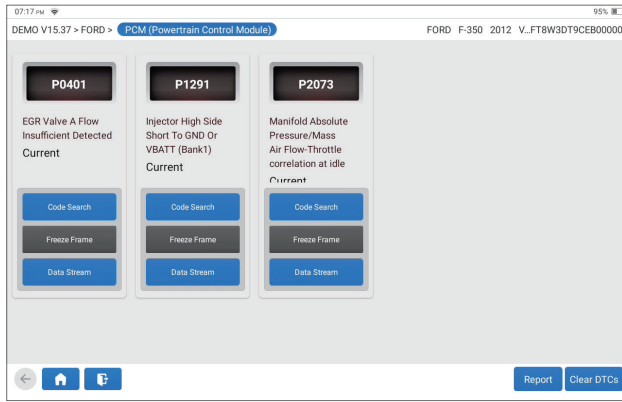 07:17 PM 95%
DEMO V15.37 > FORD > PCM (Powertrain Control Module) FORD F-350 2012 V...FT8W3DT9CEB00000
P0401 P1291 P2073
EGR Valve A Flow
Insufficient Detected
Current
Injector High Side
Short To GND Or
VBATT (Bank1)
Current
Manifold Absolute
Pressure/Mass
Air Flow-Throttle
correlation at idle
Current
Code Search Code Search Code Search
Freeze Frame Freeze Frame Freeze Frame
Data Stream Data Stream Data Stream
Report Clear DTCs